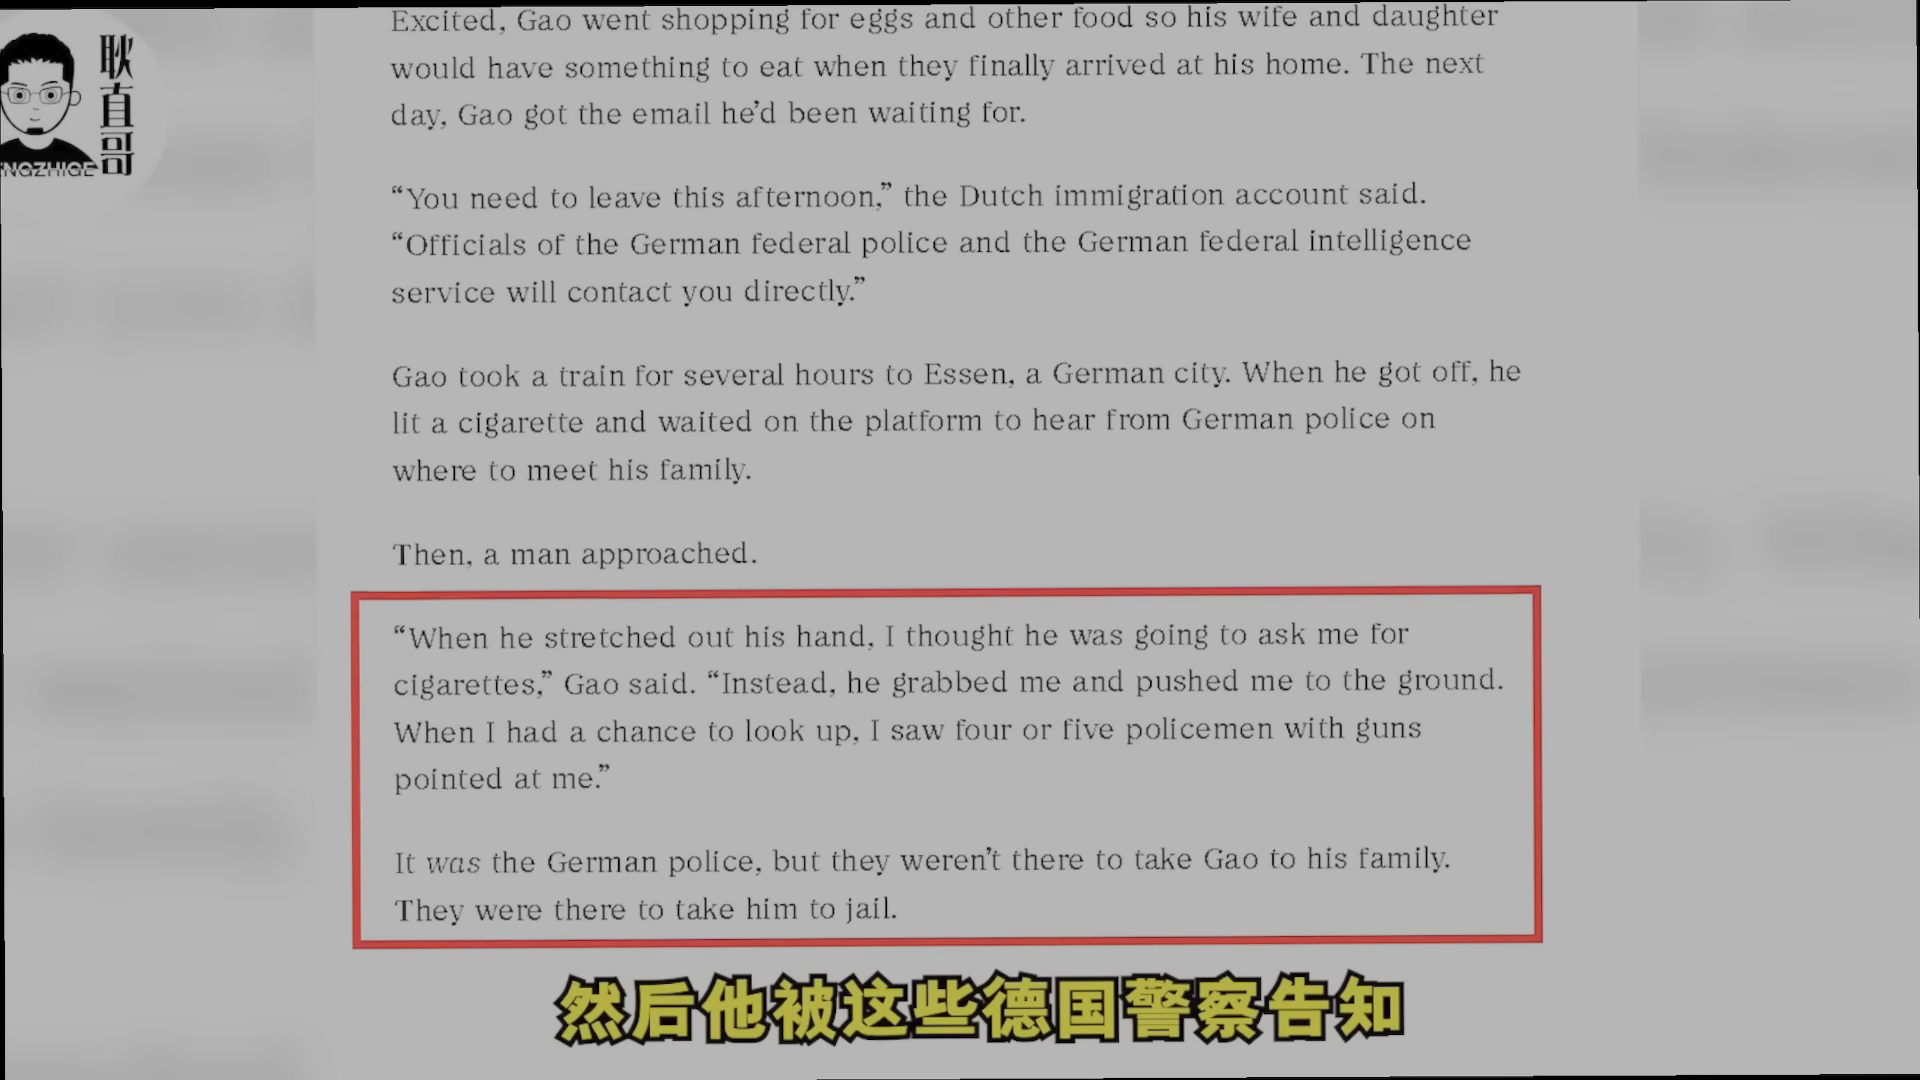 耿直哥
Excited, Gao went shopping for eggs and other food so his wife and daughter
would have something to eat when they finally arrived at his home. The next
day, Gao got the email he’d been waiting for.
“You need to leave this afternoon,” the Dutch immigration account said.
“Officials of the German federal police and the German federal intelligence
service will contact you directly.”
Gao took a train for several hours to Essen, a German city. When he got off, he
lit a cigarette and waited on the platform to hear from German police on
where to meet his family.
Then, a man approached.
“When he stretched out his hand, I thought he was going to ask me for
cigarettes,” Gao said. “Instead, he grabbed me and pushed me to the ground.
When I had a chance to look up, I saw four or five policemen with guns
pointed at me.”
It was the German police, but they weren’t there to take Gao to his family.
They were there to take him to jail.
然后他被这些德国警察告知